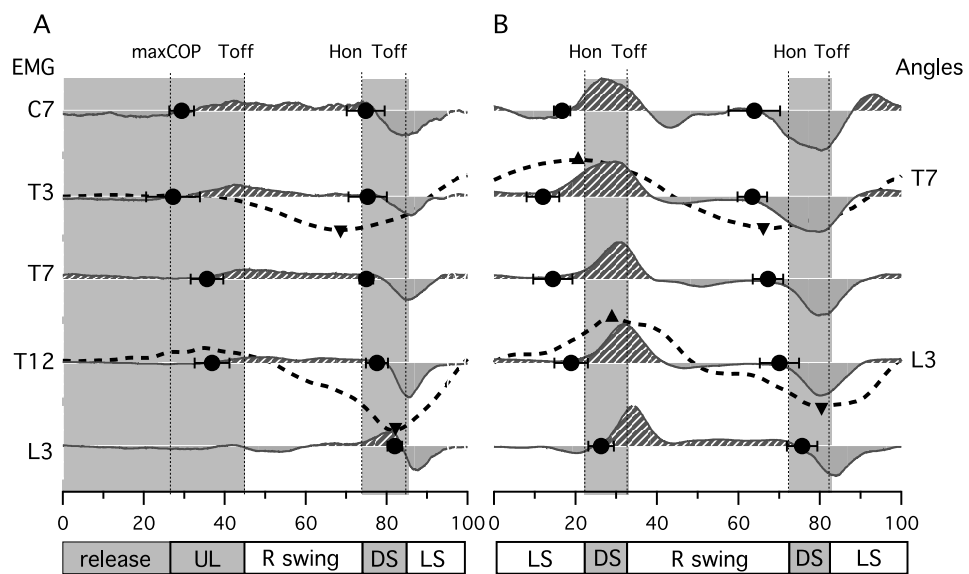 A
B
maxCOP Toff Hon Toff
Hon Toff Hon Toff
EMG
Angles
C7
T3
T7
T7
T12
L3
L3
0 20 40 60 80 100
0 20 40 60 80 100
release UL R swing DS LS
LS DS R swing DS LS